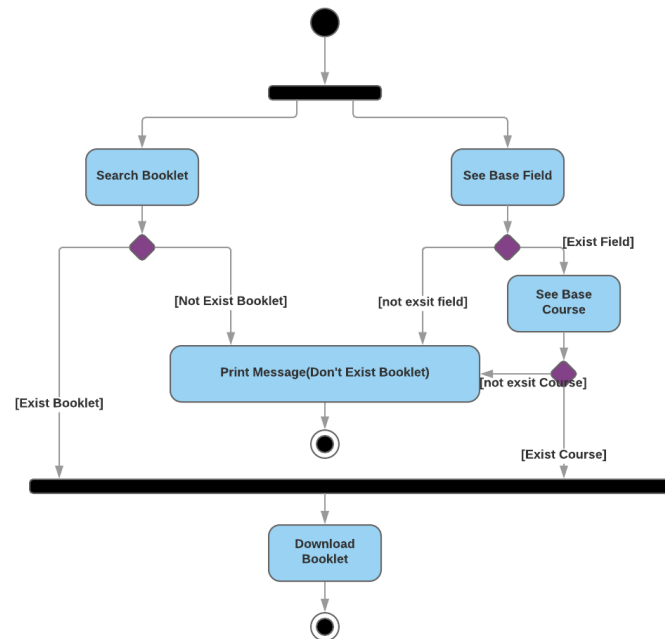 Search Booklet
See Base Field
[Exist Field]
[Not Exist Booklet]
[not exsit field]
See Base
Course
Print Message(Don't Exist Booklet)
[not exsit Course]
[Exist Booklet]
[Exist Course]
Download
Booklet